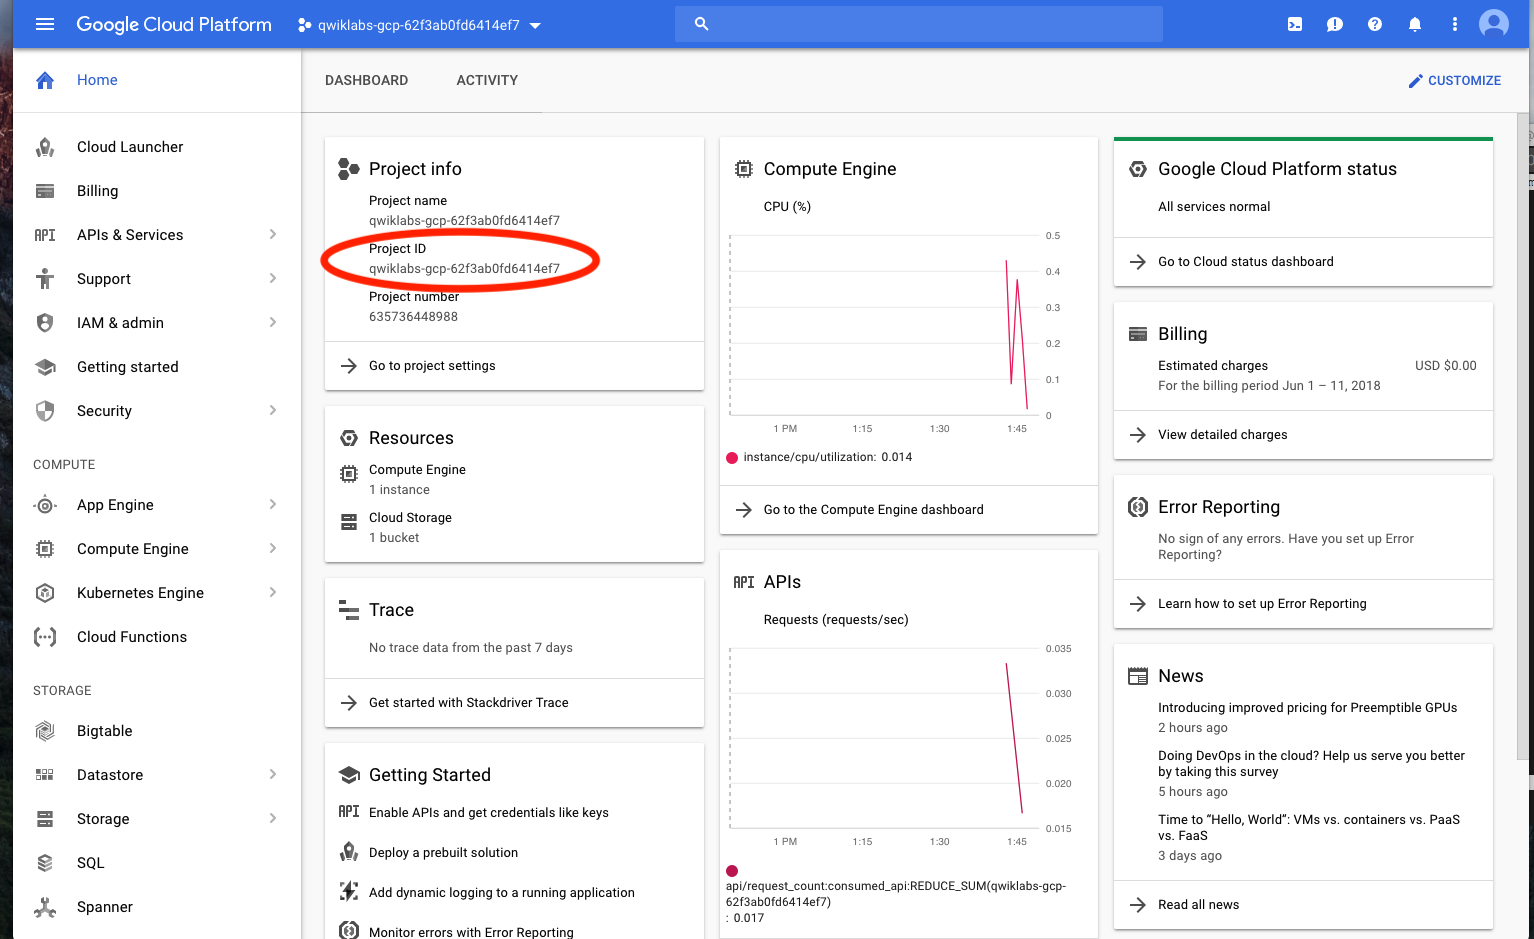 Google Cloud Platform
qwiklabs-gcp-62f3ab0fd6414ef7
Home
Cloud Launcher
Billing
API
APIs & Services
Support
IAM & admin
Getting started
Security
COMPUTE
App Engine
Compute Engine
Kubernetes Engine
Cloud Functions
STORAGE
Bigtable
Datastore
Storage
SQL
Spanner
DASHBOARD
ACTIVITY
CUSTOMIZE
Project info
Project name
qwiklabs-gcp-62f3ab0fd6414ef7
Project ID
qwiklabs-gcp-62f3ab0fd6414ef7
Project number
635736448988
Go to project settings
Resources
Compute Engine
1 instance
Cloud Storage
1 bucket
Trace
No trace data from the past 7 days
Get started with Stackdriver Trace
Getting Started
API
Enable APIs and get credentials like keys
Deploy a prebuilt solution
Add dynamic logging to a running application
Monitor errors with Error Reporting
Compute Engine
CPU (%)
0.5
0.4
0.3
0.2
0.1
0
1 PM
1:15
1:30
1:45
instance/cpu/utilization: 0.014
Go to the Compute Engine dashboard
API
APIs
Requests (requests/sec)
0.035
0.030
0.025
0.020
0.015
1 PM
1:15
1:30
1:45
api/request_count:consumed_api:REDUCE_SUM(qwiklabs-gcp-
62f3ab0fd6414ef7)
: 0.017
Google Cloud Platform status
All services normal
Go to Cloud status dashboard
Billing
Estimated charges
USD $0.00
For the billing period Jun 1 – 11, 2018
View detailed charges
Error Reporting
No sign of any errors. Have you set up Error
Reporting?
Learn how to set up Error Reporting
News
Introducing improved pricing for Preemptible GPUs
2 hours ago
Doing DevOps in the cloud? Help us serve you better
by taking this survey
5 hours ago
Time to “Hello, World”: VMs vs. containers vs. PaaS
vs. FaaS
3 days ago
Read all news